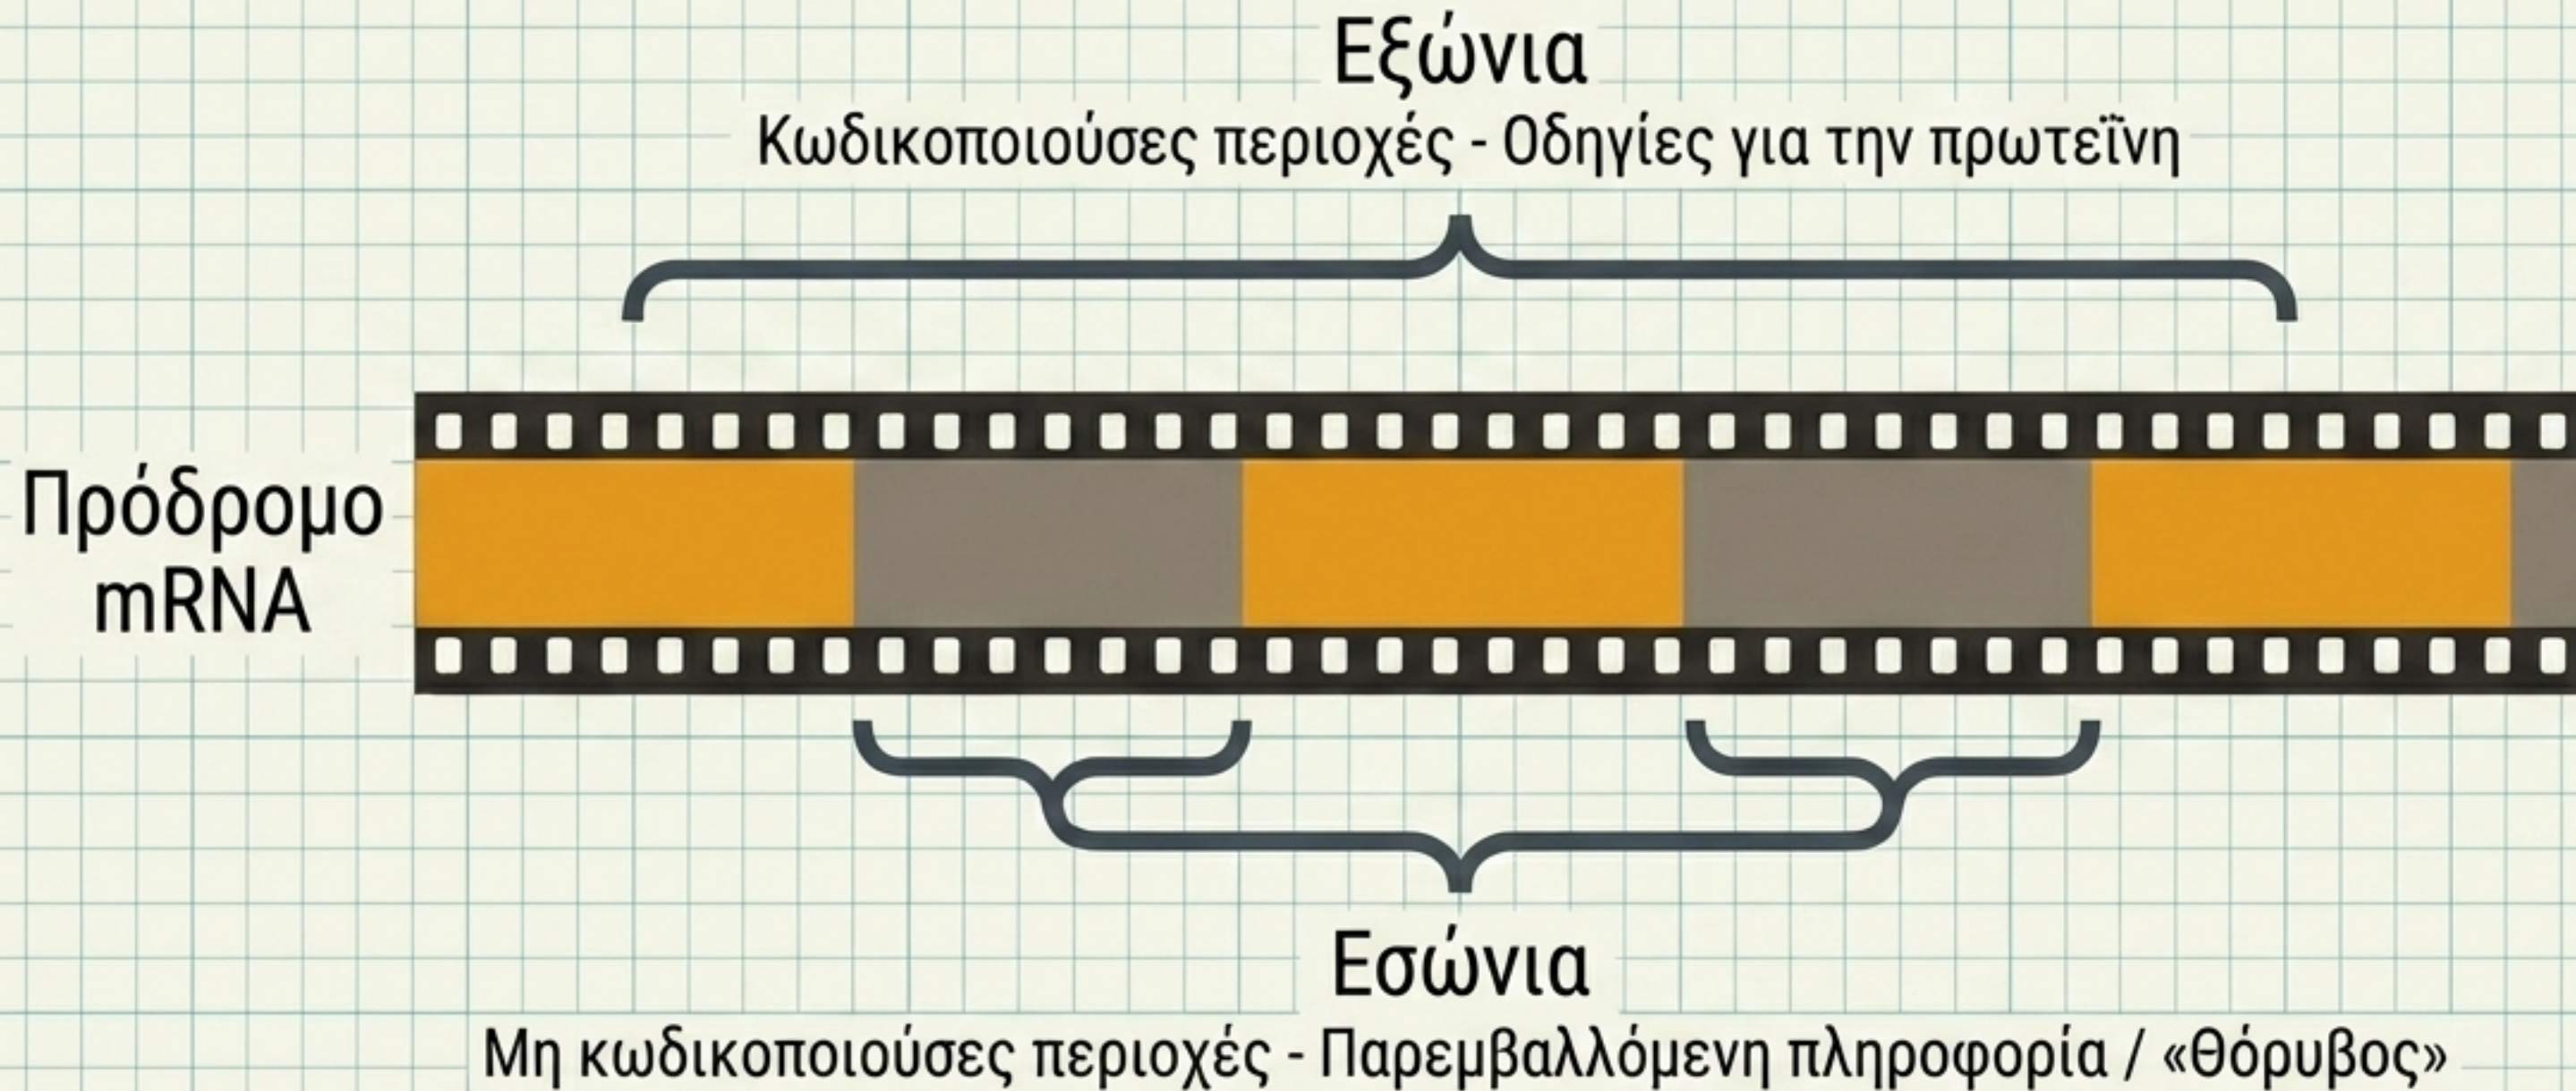 Εξώνια
Κωδικοποιούσες περιοχές - Οδηγίες για την πρωτεΐνη
Πρόδρομο
mRNA
Εσώνια
Μη κωδικοποιούσες περιοχές - Παρεμβαλλόμενη πληροφορία / «Θόρυβος»